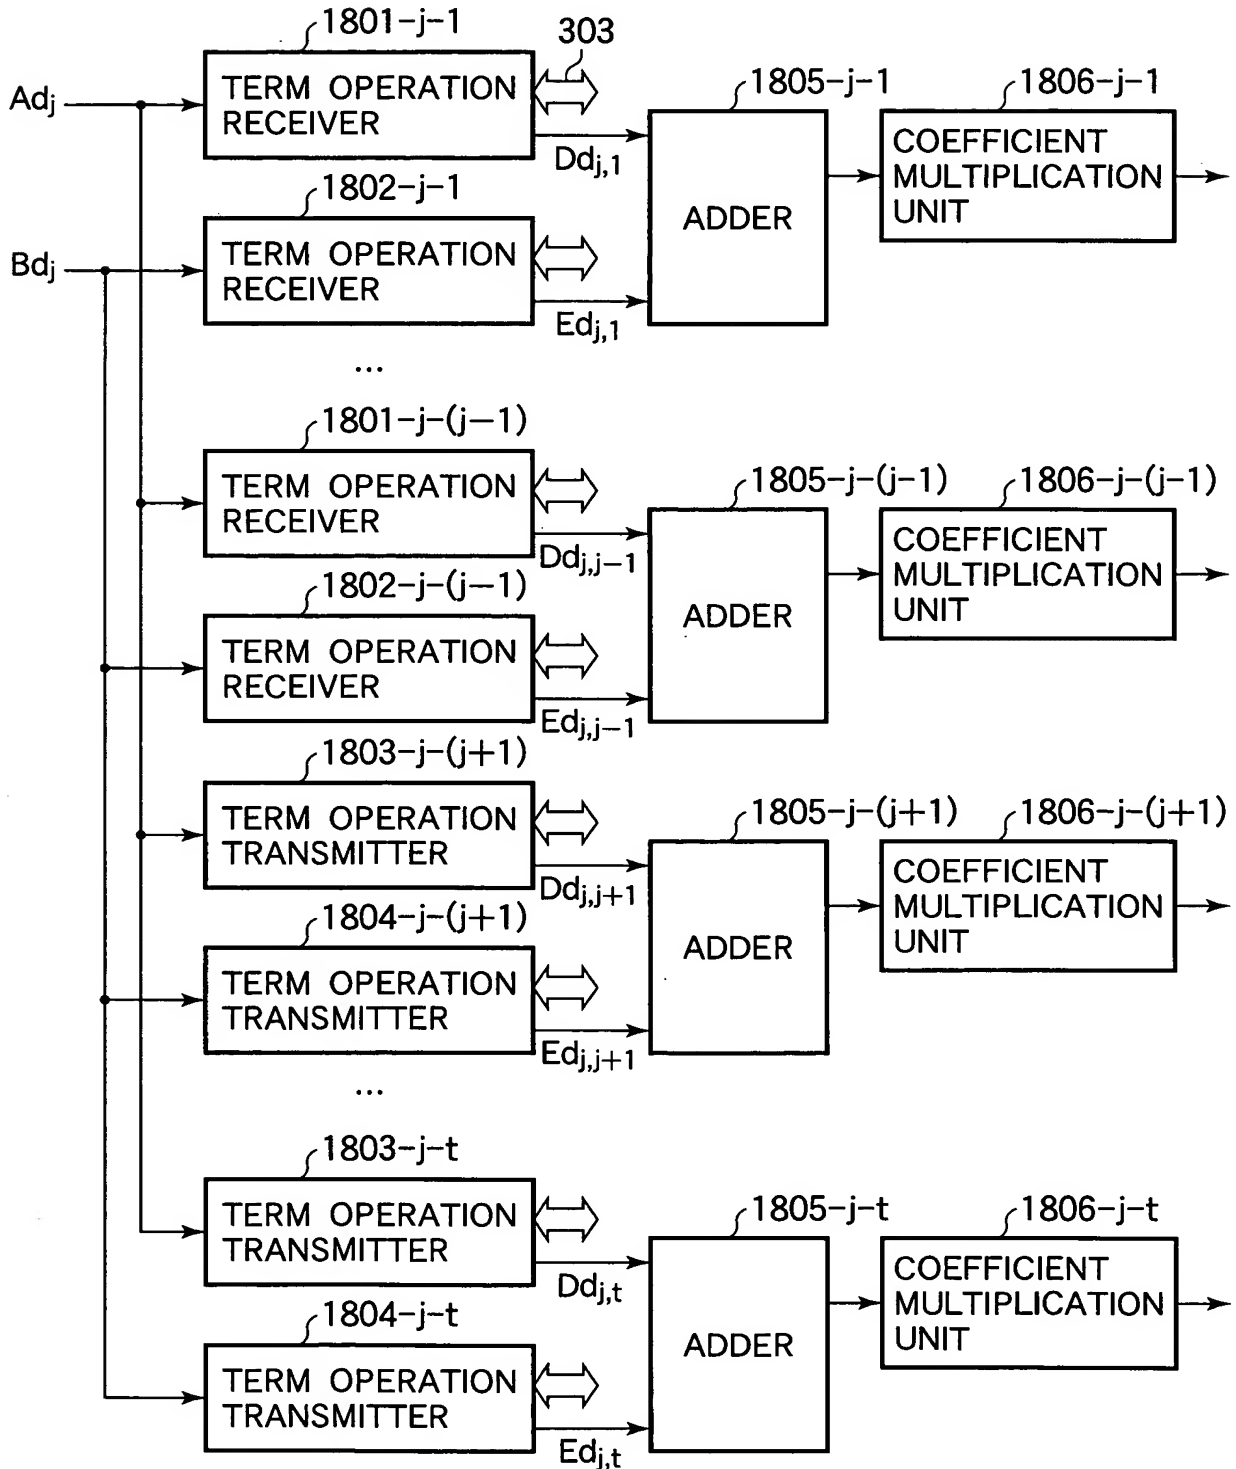 1801-j-1
303
Adj
TERM OPERATION
RECEIVER
Ddj,1
1805-j-1
1806-j-1
ADDER
COEFFICIENT
MULTIPLICATION
UNIT
1802-j-1
Bdj
TERM OPERATION
RECEIVER
Edj,1
...
1801-j-(j−1)
TERM OPERATION
RECEIVER
Ddj,j−1
1805-j-(j-1)
1806-j-(j-1)
ADDER
COEFFICIENT
MULTIPLICATION
UNIT
1802-j-(j−1)
TERM OPERATION
RECEIVER
Edj,j−1
1803-j-(j+1)
TERM OPERATION
TRANSMITTER
Ddj,j+1
1805-j-(j+1)
1806-j-(j+1)
ADDER
COEFFICIENT
MULTIPLICATION
UNIT
1804-j-(j+1)
TERM OPERATION
TRANSMITTER
Edj,j+1
...
1803-j-t
TERM OPERATION
TRANSMITTER
Ddj,t
1805-j-t
1806-j-t
ADDER
COEFFICIENT
MULTIPLICATION
UNIT
1804-j-t
TERM OPERATION
TRANSMITTER
Edj,t